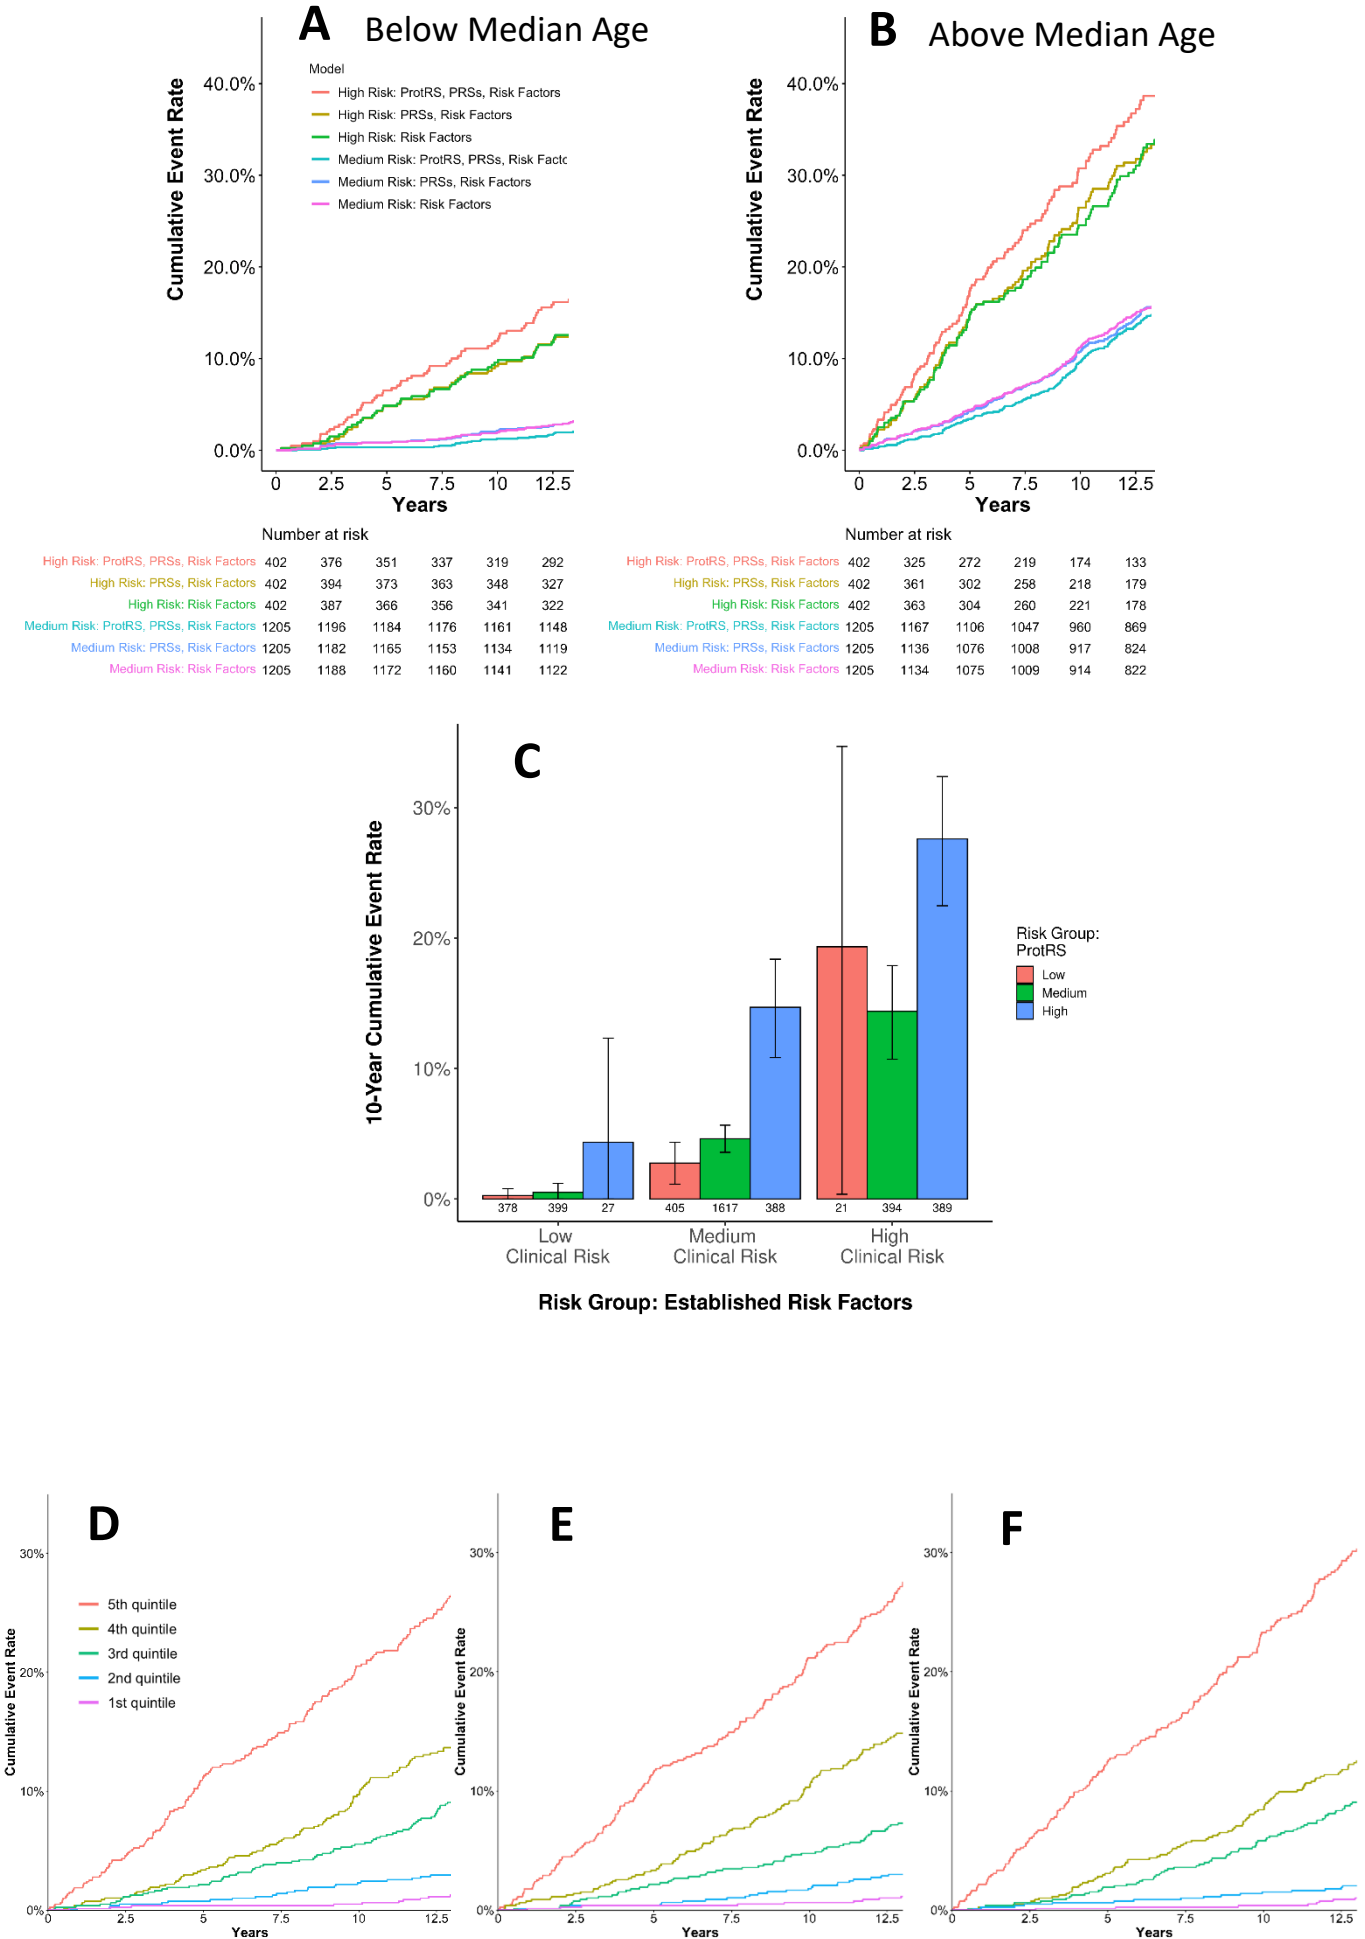 A Below Median Age
Model
High Risk: ProtRS, PRSs, Risk Factors
High Risk: PRSs, Risk Factors
High Risk: Risk Factors
Medium Risk: ProtRS, PRSs, Risk Factc
Medium Risk: PRSs, Risk Factors
Medium Risk: Risk Factors
Cumulative Event Rate
40.0%
30.0%
20.0%
10.0%
0.0%
0 2.5 5 7.5 10 12.5
Years
Number at risk
High Risk: ProtRS, PRSs, Risk Factors 402 376 351 337 319 292
High Risk: PRSs, Risk Factors 402 394 373 363 348 327
High Risk: Risk Factors 402 387 366 356 341 322
Medium Risk: ProtRS, PRSs, Risk Factors 1205 1196 1184 1176 1161 1148
Medium Risk: PRSs, Risk Factors 1205 1182 1165 1153 1134 1119
Medium Risk: Risk Factors 1205 1188 1172 1160 1141 1122
B Above Median Age
Cumulative Event Rate
40.0%
30.0%
20.0%
10.0%
0.0%
0 2.5 5 7.5 10 12.5
Years
Number at risk
High Risk: ProtRS, PRSs, Risk Factors 402 325 272 219 174 133
High Risk: PRSs, Risk Factors 402 361 302 258 218 179
High Risk: Risk Factors 402 363 304 260 221 178
Medium Risk: ProtRS, PRSs, Risk Factors 1205 1167 1106 1047 960 869
Medium Risk: PRSs, Risk Factors 1205 1136 1076 1008 917 824
Medium Risk: Risk Factors 1205 1134 1075 1009 914 822
C
10-Year Cumulative Event Rate
30%
20%
10%
0%
378 399 27 405 1617 388 21 394 389
Low Medium High
Clinical Risk Clinical Risk Clinical Risk
Risk Group: Established Risk Factors
Risk Group:
ProtRS
Low
Medium
High
D
Cumulative Event Rate
30%
20%
10%
0%
5th quintile
4th quintile
3rd quintile
2nd quintile
1st quintile
0 2.5 5 7.5 10 12.5
Years
E
Cumulative Event Rate
30%
20%
10%
0%
0 2.5 5 7.5 10 12.5
Years
F
Cumulative Event Rate
30%
20%
10%
0%
0 2.5 5 7.5 10 12.5
Years